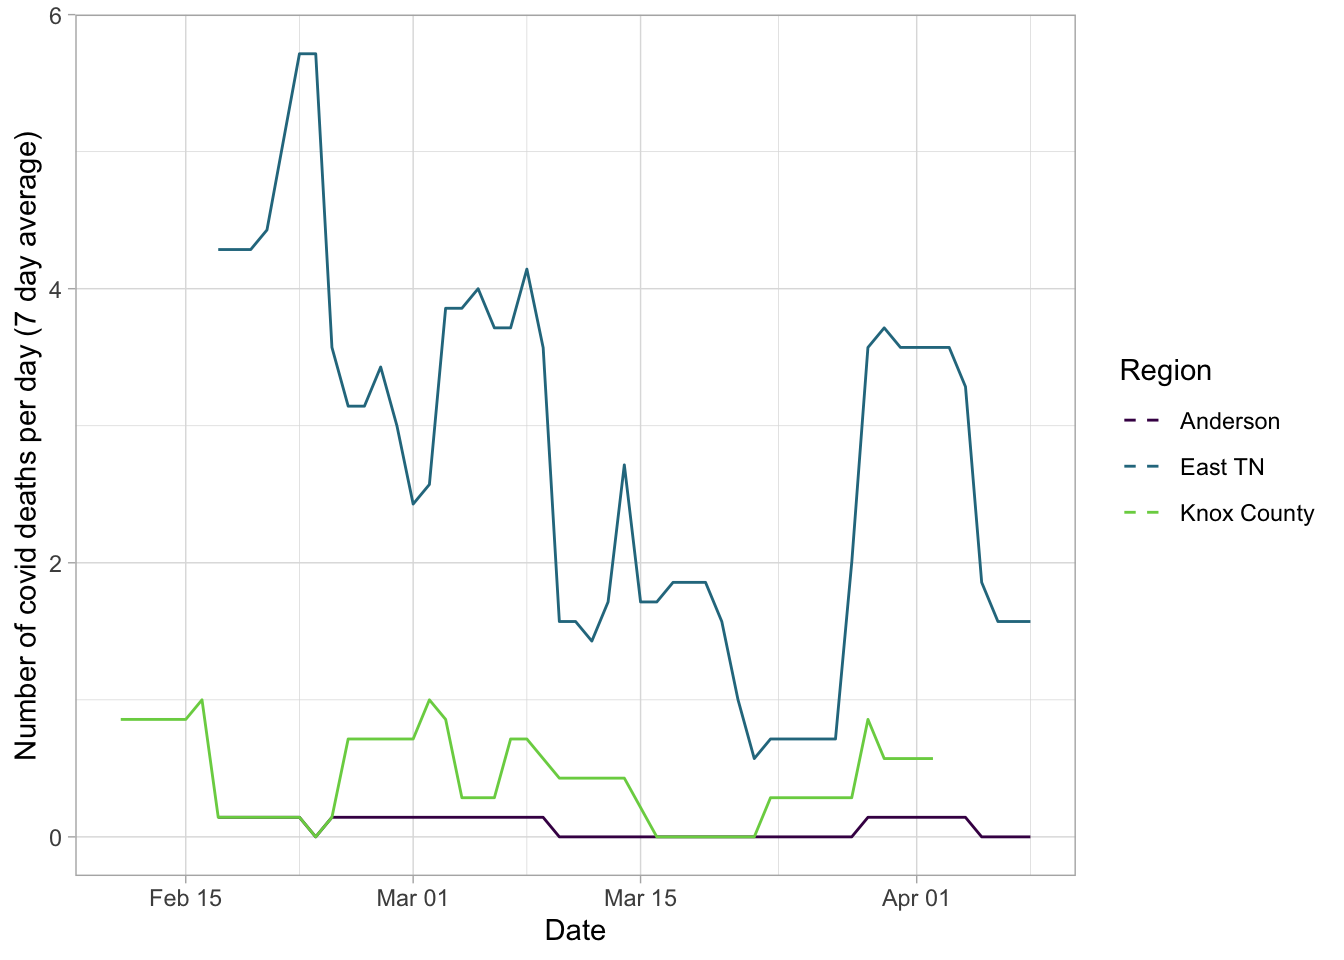 Number of covid deaths per day (7 day average)
6
4
2
0
Feb 15
Mar 01
Mar 15
Apr 01
Date
Region
Anderson
East TN
Knox County